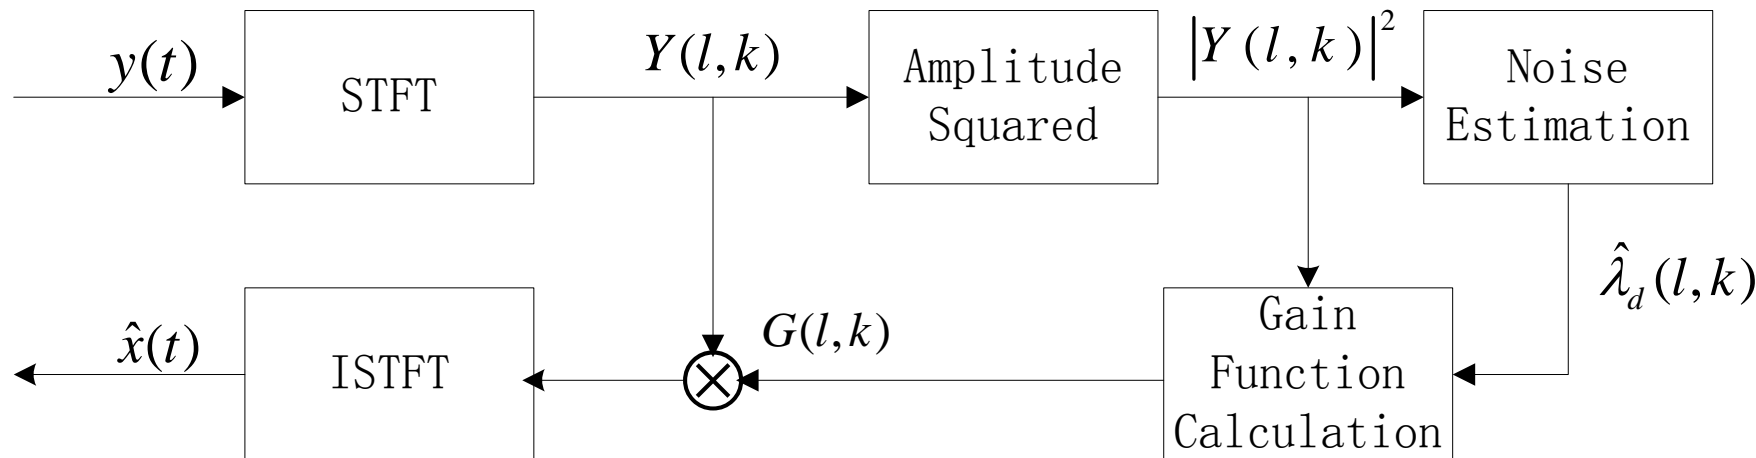 y(t)
STFT
Y(l,k)
Amplitude
Squared
|Y(l,k)|²
Noise
Estimation
λ̂_d(l,k)
Gain
Function
Calculation
G(l,k)
ISTFT
x̂(t)